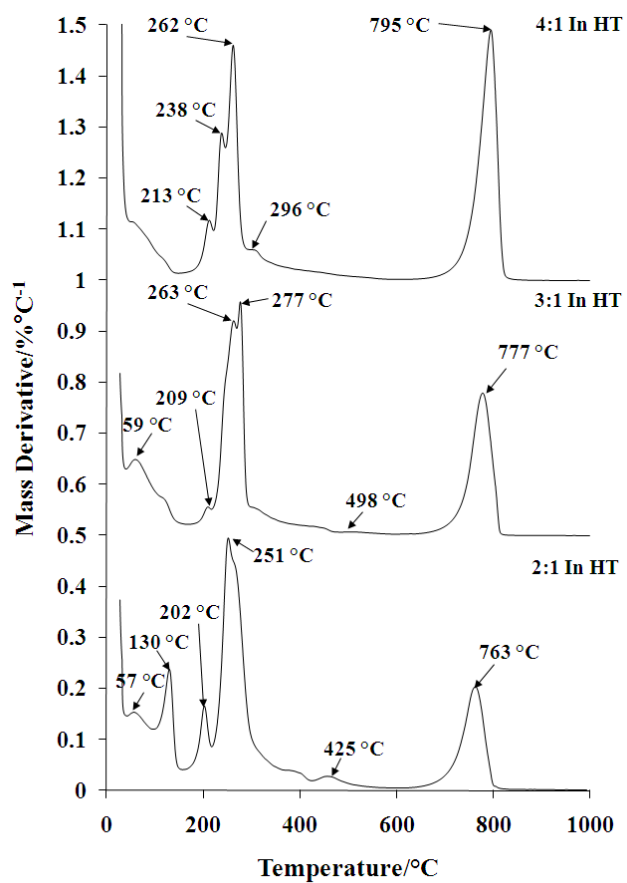 1.5
262 °C
795 °C
4:1 In HT
1.4
1.3
238 °C
1.2
213 °C
296 °C
1.1
1
263 °C
277 °C
3:1 In HT
0.9
777 °C
0.8
209 °C
0.7
59 °C
0.6
498 °C
0.5
251 °C
2:1 In HT
0.4
202 °C
0.3
130 °C
57 °C
763 °C
0.2
425 °C
0.1
0
0 200 400 600 800 1000
Temperature/°C
Mass Derivative/%°C-1